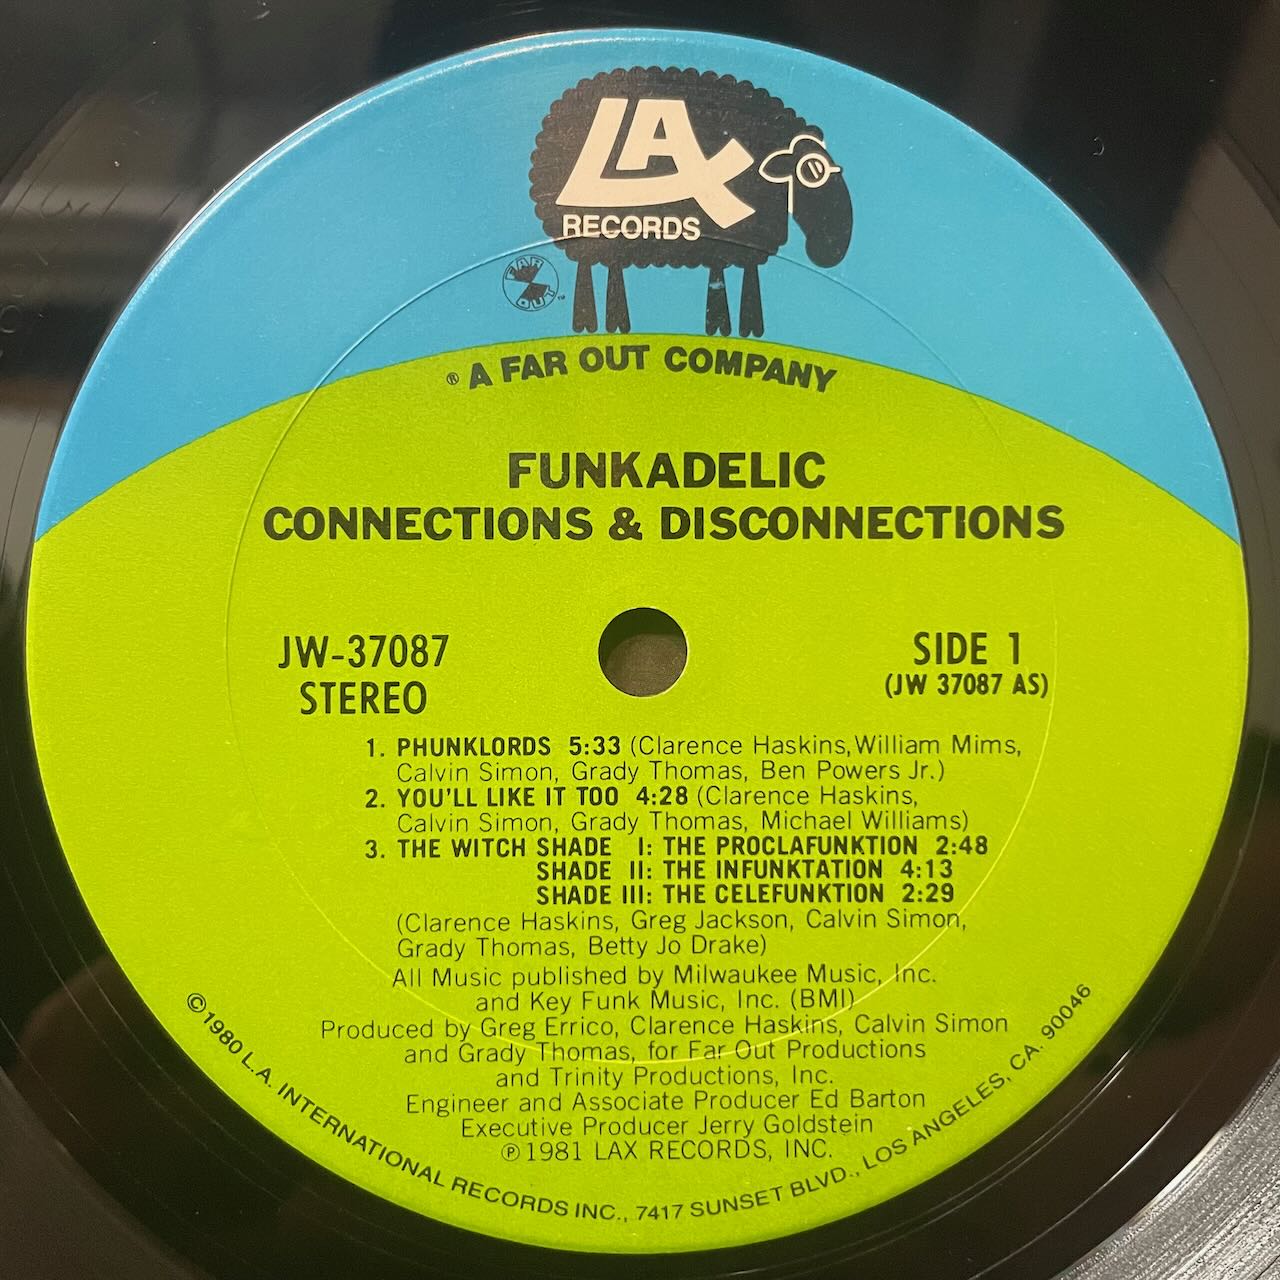 LAX
RECORDS
FAR
OUT
TM
® A FAR OUT COMPANY
FUNKADELIC
CONNECTIONS & DISCONNECTIONS
JW-37087
STEREO
SIDE 1
(JW 37087 AS)
1. PHUNKLORDS 5:33 (Clarence Haskins,William Mims,
Calvin Simon, Grady Thomas, Ben Powers Jr.)
2. YOU'LL LIKE IT TOO 4:28 (Clarence Haskins,
Calvin Simon, Grady Thomas, Michael Williams)
3. THE WITCH SHADE I: THE PROCLAFUNKTION 2:48
SHADE II: THE INFUNKTATION 4:13
SHADE III: THE CELEFUNKTION 2:29
(Clarence Haskins, Greg Jackson, Calvin Simon,
Grady Thomas, Betty Jo Drake)
All Music published by Milwaukee Music, Inc.
and Key Funk Music, Inc. (BMI)
Produced by Greg Errico, Clarence Haskins, Calvin Simon
and Grady Thomas, for Far Out Productions
and Trinity Productions, Inc.
Engineer and Associate Producer Ed Barton
Executive Producer Jerry Goldstein
℗ 1981 LAX RECORDS, INC.
© 1980 L.A. INTERNATIONAL RECORDS INC., 7417 SUNSET BLVD., LOS ANGELES, CA. 90046